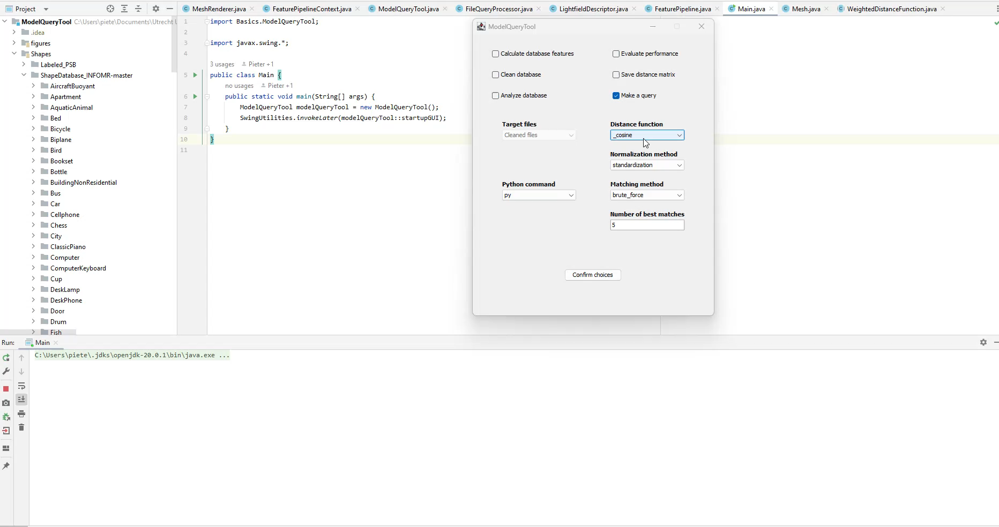 Project
MeshRenderer.java
FeaturePipelineContext.java
ModelQueryTool.java
FileQueryProcessor.java
LightfieldDescriptor.java
FeaturePipeline.java
Main.java
Mesh.java
WeightedDistanceFunction.java
ModelQueryTool C:\Users\piete\Documents\Utrecht U
.idea
figures
Shapes
Labeled_PSB
ShapeDatabase_INFOMR-master
AircraftBuoyant
Apartment
AquaticAnimal
Bed
Bicycle
Biplane
Bird
Bookset
Bottle
BuildingNonResidential
Bus
Car
Cellphone
Chess
City
ClassicPiano
Computer
ComputerKeyboard
Cup
DeskLamp
DeskPhone
Door
Drum
Fish
1 import Basics.ModelQueryTool;
2
3 import javax.swing.*;
4
3 usages Pieter +1
5 public class Main {
no usages Pieter +1
6 public static void main(String[] args) {
7 ModelQueryTool modelQueryTool = new ModelQueryTool();
8 SwingUtilities.invokeLater(modelQueryTool::startupGUI);
9 }
10 }
11
ModelQueryTool
Calculate database features
Evaluate performance
Clean database
Save distance matrix
Analyze database
Make a query
Target files
Distance function
Cleaned files
_cosine
Normalization method
standardization
Python command
Matching method
py
brute_force
Number of best matches
5
Confirm choices
Run: Main
C:\Users\piete\.jdks\openjdk-20.0.1\bin\java.exe ...